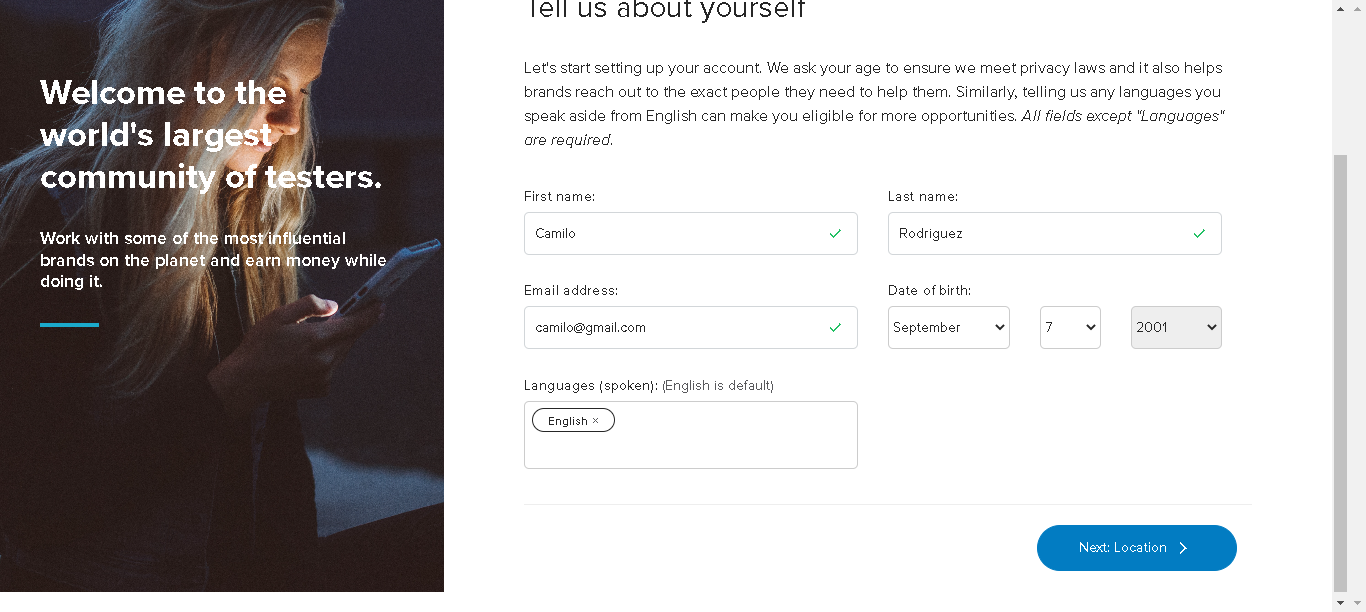 Welcome to the
world's largest
community of testers.
Work with some of the most influential
brands on the planet and earn money while
doing it.
Tell us about yourself
Let's start setting up your account. We ask your age to ensure we meet privacy laws and it also helps
brands reach out to the exact people they need to help them. Similarly, telling us any languages you
speak aside from English can make you eligible for more opportunities. All fields except "Languages"
are required.
First name: Last name:
Camilo Rodriguez
Email address: Date of birth:
camilo@gmail.com September 7 2001
Languages (spoken): (English is default)
English ×
Next: Location